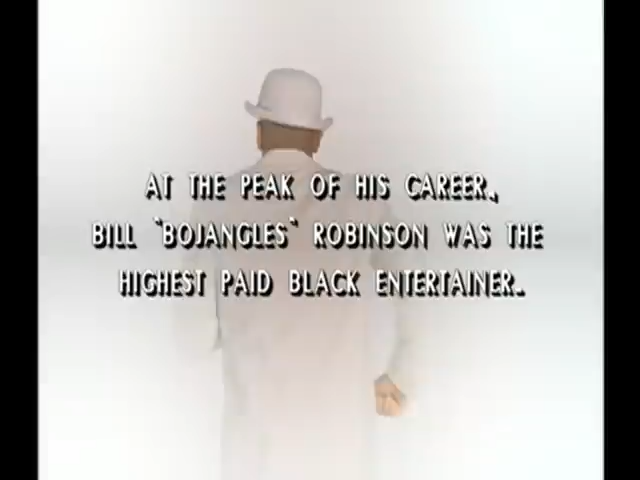 AT THE PEAK OF HIS CAREER,
BILL "BOJANGLES" ROBINSON WAS THE
HIGHEST PAID BLACK ENTERTAINER.